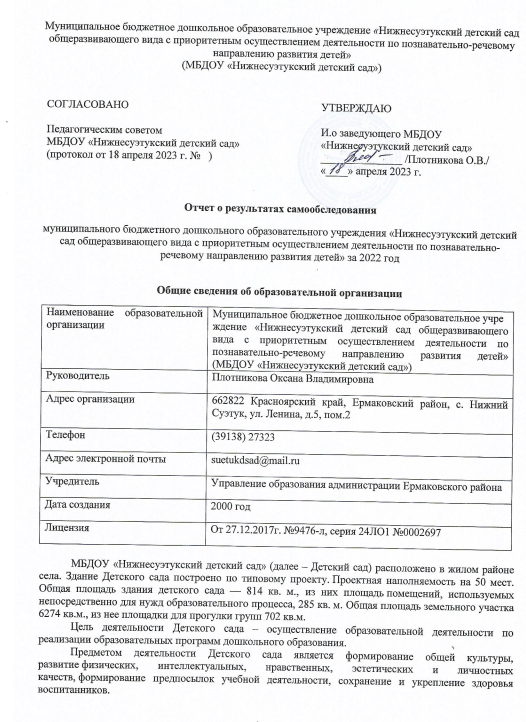 Муниципальное бюджетное дошкольное образовательное учреждение «Нижнесуэтукский детский сад
общеразвивающего вида с приоритетным осуществлением деятельности по познавательно-речевому
направлению развития детей»
(МБДОУ «Нижнесуэтукский детский сад»)
СОГЛАСОВАНО
Педагогическим советом
МБДОУ «Нижнесуэтукский детский сад»
(протокол от 18 апреля 2023 г. № )
УТВЕРЖДАЮ
И.о заведующего МБДОУ
«Нижнесуэтукский детский сад»
/Плотникова О.В./
« 18 » апреля 2023 г.
Отчет о результатах самообследования
муниципального бюджетного дошкольного образовательного учреждения «Нижнесуэтукский детский
сад общеразвивающего вида с приоритетным осуществлением деятельности по познавательно-
речевому направлению развития детей» за 2022 год
Общие сведения об образовательной организации
Наименование образовательной
организации
Муниципальное бюджетное дошкольное образовательное учре
ждение «Нижнесуэтукский детский сад общеразвивающего
вида с приоритетным осуществлением деятельности по
познавательно-речевому направлению развития детей»
(МБДОУ «Нижнесуэтукский детский сад»)
Руководитель
Плотникова Оксана Владимировна
Адрес организации
662822 Красноярский край, Ермаковский район, с. Нижний
Суэтук, ул. Ленина, д.5, пом.2
Телефон
(39138) 27323
Адрес электронной почты
suetukdsad@mail.ru
Учредитель
Управление образования администрации Ермаковского района
Дата создания
2000 год
Лицензия
От 27.12.2017г. №9476-л, серия 24ЛО1 №0002697
МБДОУ «Нижнесуэтукский детский сад» (далее – Детский сад) расположено в жилом районе
села. Здание Детского сада построено по типовому проекту. Проектная наполняемость на 50 мест.
Общая площадь здания детского сада — 814 кв. м., из них площадь помещений, используемых
непосредственно для нужд образовательного процесса, 285 кв. м. Общая площадь земельного участка
6274 кв.м., из нее площадки для прогулки групп 702 кв.м.
Цель деятельности Детского сада – осуществление образовательной деятельности по
реализации образовательных программ дошкольного образования.
Предметом деятельности Детского сада является формирование общей культуры,
развитие физических, интеллектуальных, нравственных, эстетических и личностных
качеств, формирование предпосылок учебной деятельности, сохранение и укрепление здоровья
воспитанников.